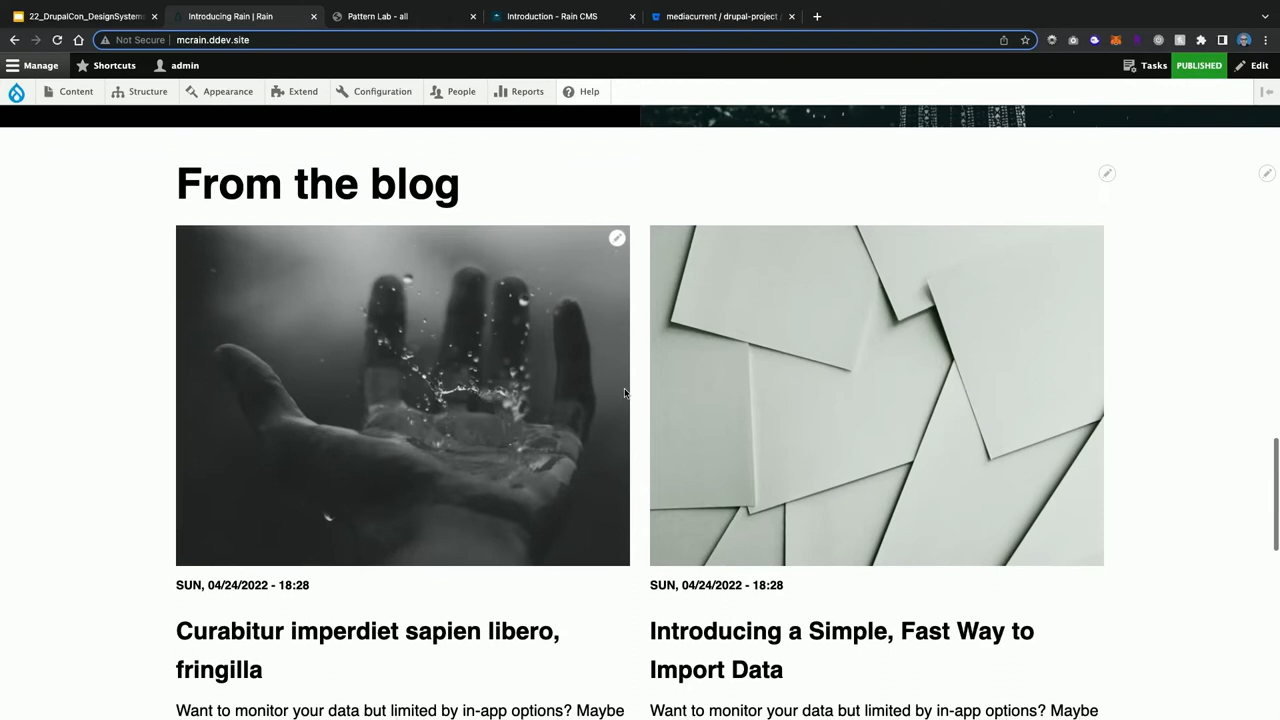 22_DrupalCon_DesignSystems
Introducing Rain | Rain
Pattern Lab - all
Introduction - Rain CMS
mediacurrent / drupal-project
Not Secure
mcrain.ddev.site
Manage
Shortcuts
admin
Tasks
PUBLISHED
Edit
Content
Structure
Appearance
Extend
Configuration
People
Reports
Help
From the blog
SUN, 04/24/2022 - 18:28
Curabitur imperdiet sapien libero,
fringilla
Want to monitor your data but limited by in-app options? Maybe
SUN, 04/24/2022 - 18:28
Introducing a Simple, Fast Way to
Import Data
Want to monitor your data but limited by in-app options? Maybe